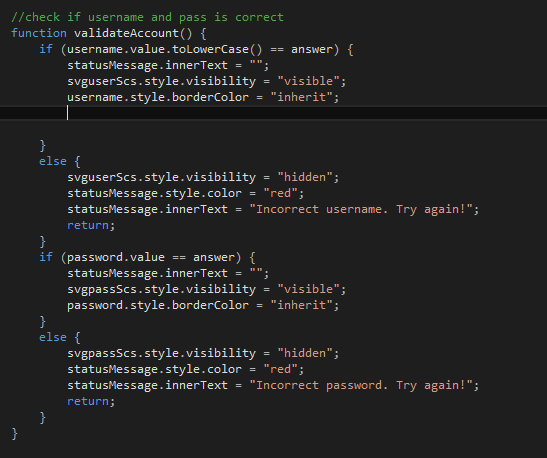 //check if username and pass is correct
function validateAccount() {
    if (username.value.toLowerCase() == answer) {
        statusMessage.innerText = "";
        svguserScs.style.visibility = "visible";
        username.style.borderColor = "inherit";

    }
    else {
        svguserScs.style.visibility = "hidden";
        statusMessage.style.color = "red";
        statusMessage.innerText = "Incorrect username. Try again!";
        return;
    }
    if (password.value == answer) {
        statusMessage.innerText = "";
        svgpassScs.style.visibility = "visible";
        password.style.borderColor = "inherit";
    }
    else {
        svgpassScs.style.visibility = "hidden";
        statusMessage.style.color = "red";
        statusMessage.innerText = "Incorrect password. Try again!";
        return;
    }
}